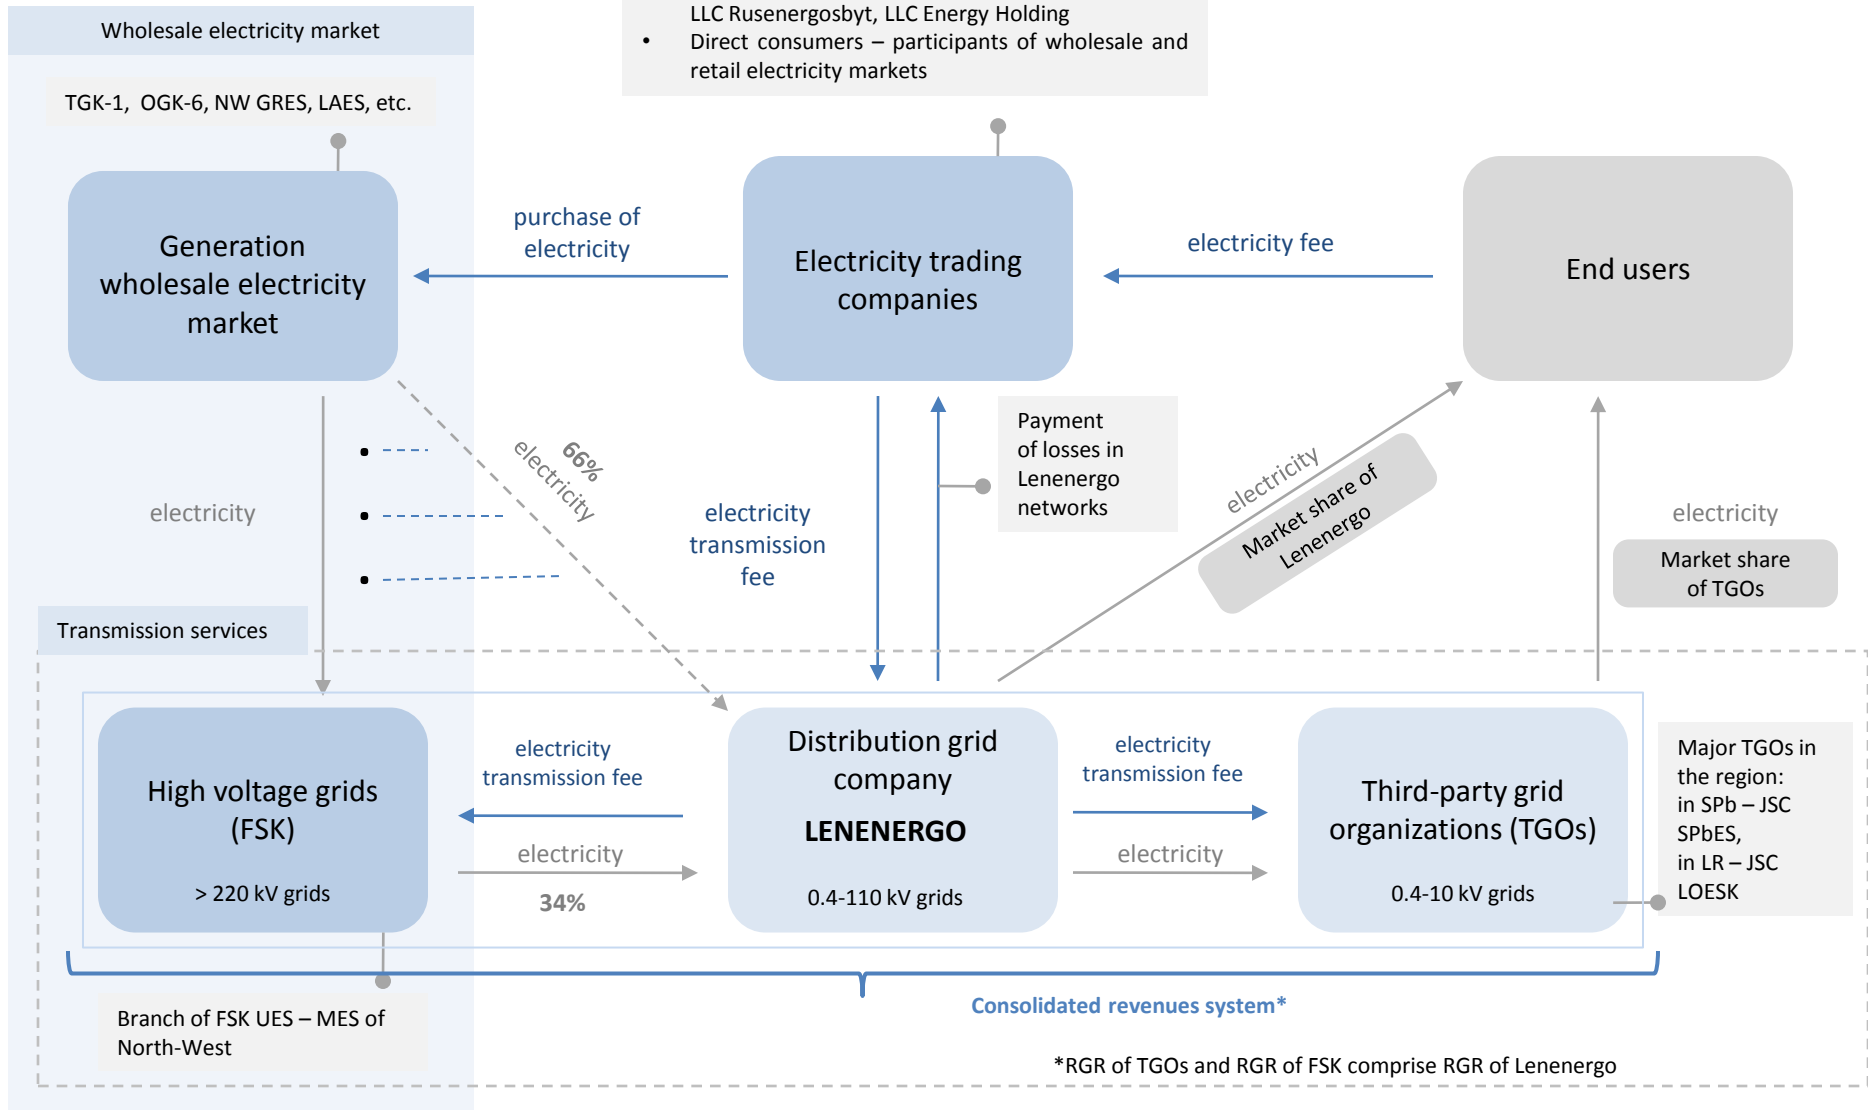 Wholesale electricity market
LLC Rusenergosbyt, LLC Energy Holding
• Direct consumers – participants of wholesale and
retail electricity markets
TGK-1, OGK-6, NW GRES, LAES, etc.
Generation
wholesale electricity
market
purchase of
electricity
Electricity trading
companies
electricity fee
End users
electricity
66%
electricity
electricity
transmission
fee
Payment
of losses in
Lenenergo
networks
electricity
Market share of
Lenenergo
electricity
Market share
of TGOs
Transmission services
High voltage grids
(FSK)
> 220 kV grids
electricity
transmission fee
electricity
34%
Distribution grid
company
LENENERGO
0.4-110 kV grids
electricity
transmission fee
electricity
Third-party grid
organizations (TGOs)
0.4-10 kV grids
Major TGOs in
the region:
in SPb – JSC
SPbES,
in LR – JSC
LOESK
Consolidated revenues system*
Branch of FSK UES – MES of
North-West
*RGR of TGOs and RGR of FSK comprise RGR of Lenenergo